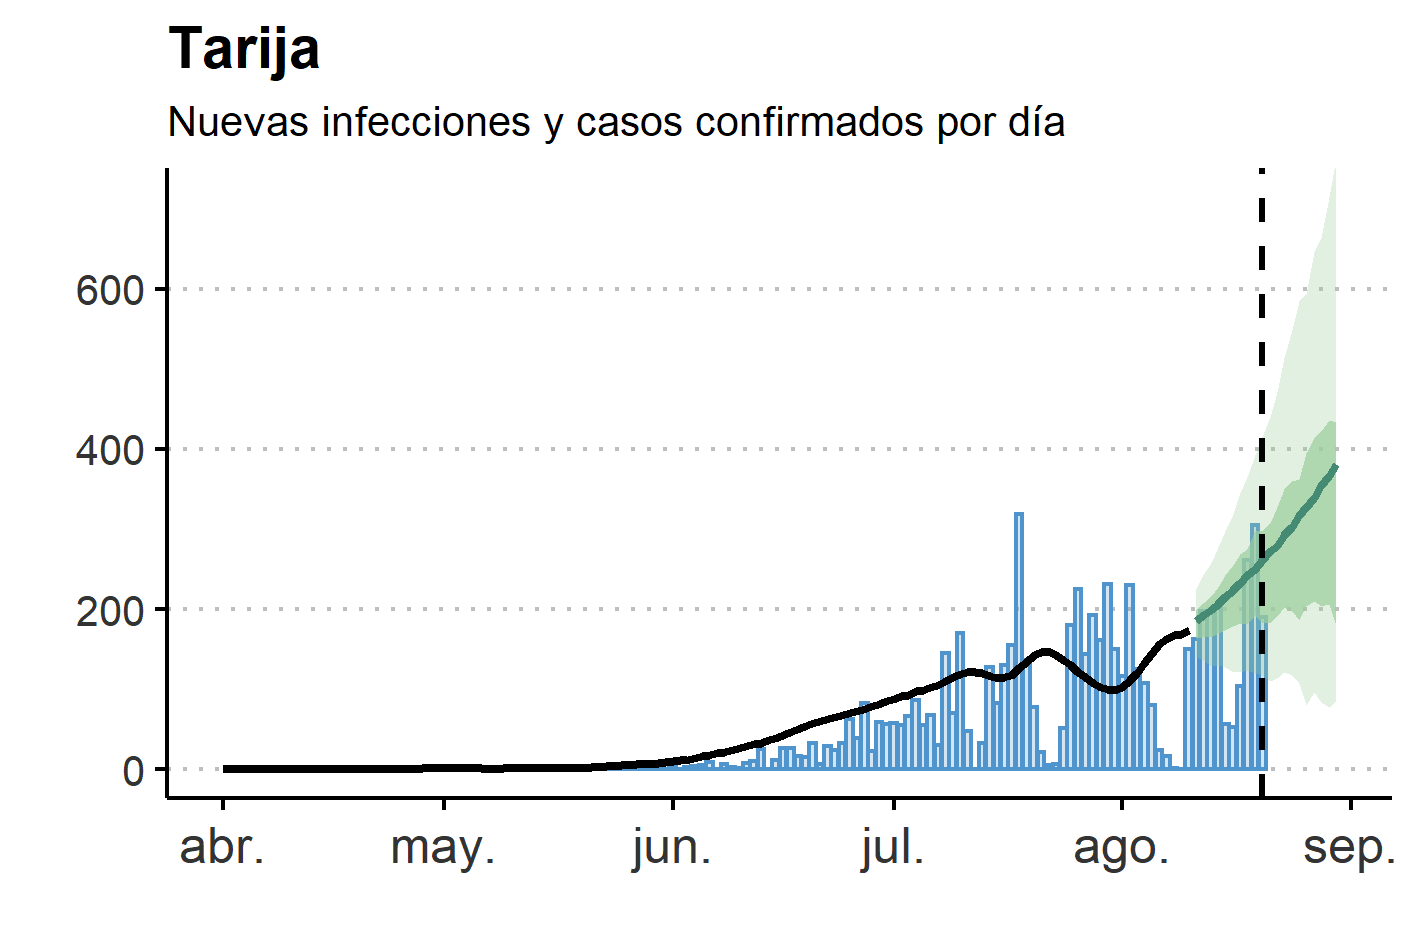 Tarija
Nuevas infecciones y casos confirmados por día
600
400
200
0
abr. may. jun. jul. ago. sep.